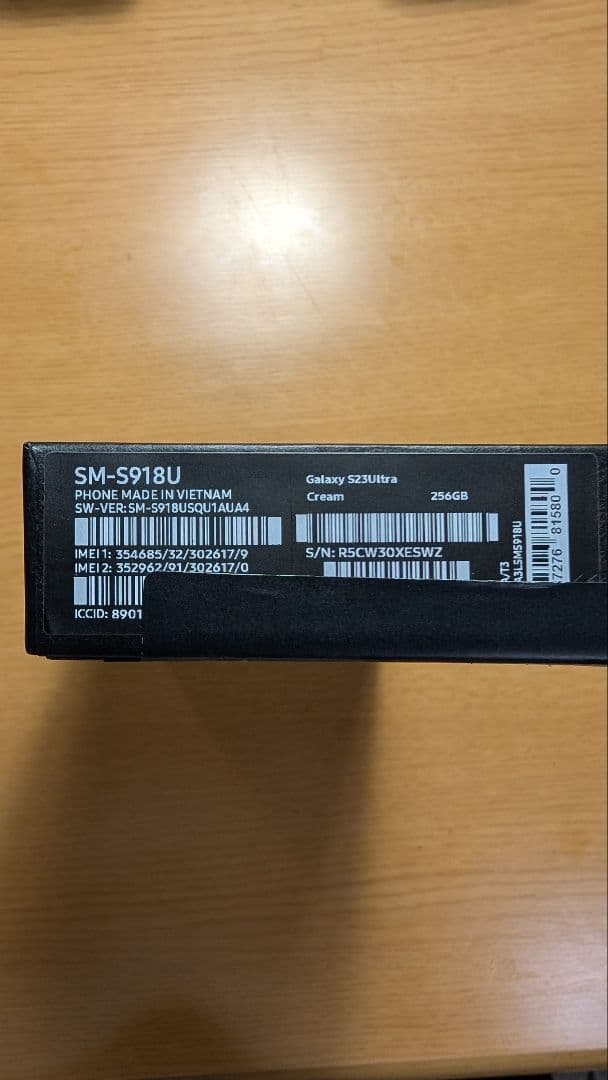 SM-S918U
PHONE MADE IN VIETNAM
SW-VER: SM-S918USQU1AUA4
IMEI 1: 354685/32/302617/9
IMEI 2: 352962/91/302617/0
ICCID: 8901
Galaxy S23Ultra
Cream 256GB
S/N: R5CW30XESWZ
A3LSMS918U
7276 81580 0